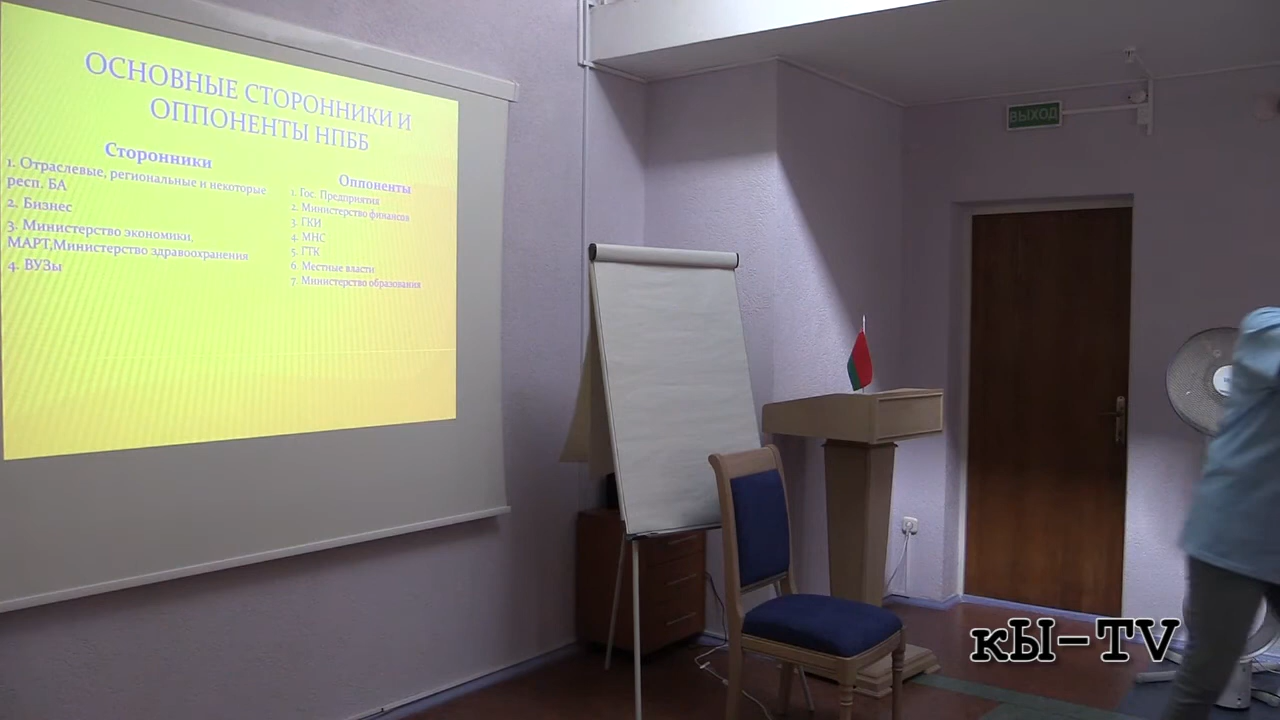 ОСНОВНЫЕ СТОРОННИКИ И
ОППОНЕНТЫ НПББ
Сторонники
1. Отраслевые, региональные и некоторые
респ. БА
2. Бизнес
3. Министерство экономики,
МАРТ,Министерство здравоохранения
4. ВУЗы
Оппоненты
1. Гос. Предприятия
2. Министерство финансов
3. ГКИ
4. МНС
5. ГТК
6. Местные власти
7. Министерство образования
ВЫХОД
кЫ-TV